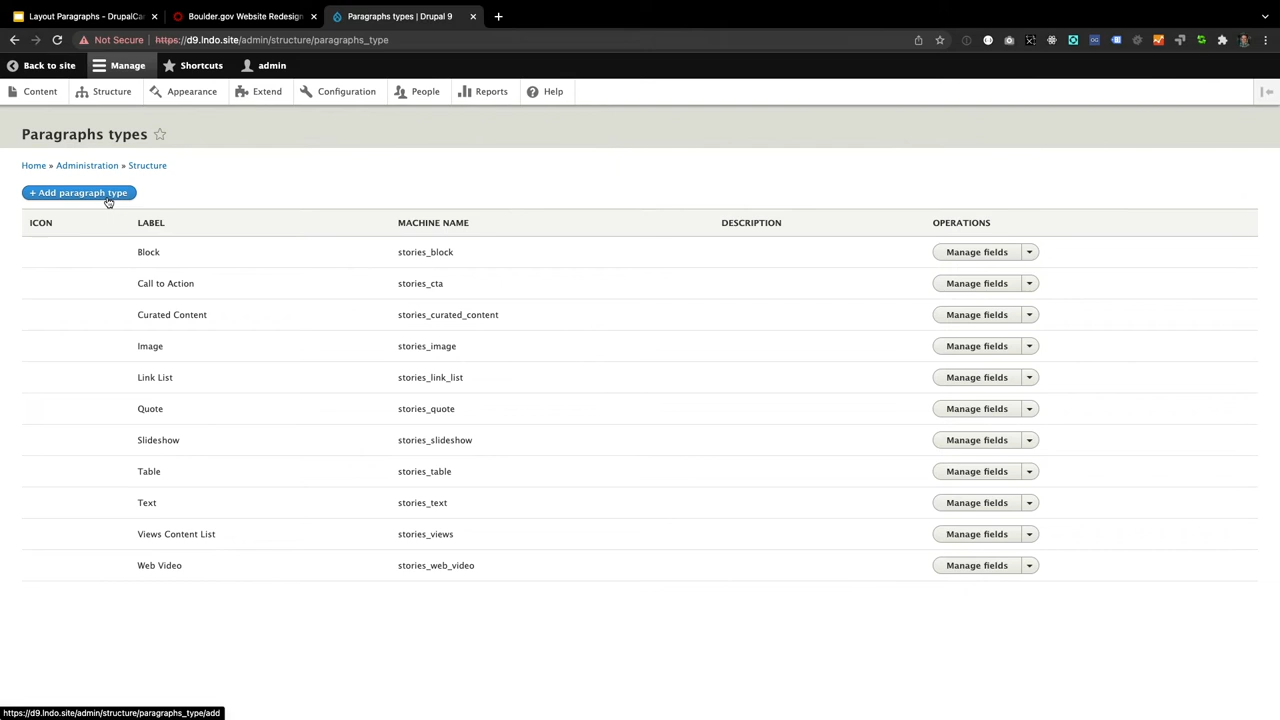 Layout Paragraphs - DrupalCa
Boulder.gov Website Redesign
Paragraphs types | Drupal 9
Not Secure
https://d9.lndo.site/admin/structure/paragraphs_type
Back to site
Manage
Shortcuts
admin
Content
Structure
Appearance
Extend
Configuration
People
Reports
Help
Paragraphs types
Home » Administration » Structure
+ Add paragraph type
ICON LABEL MACHINE NAME DESCRIPTION OPERATIONS
Block stories_block Manage fields
Call to Action stories_cta Manage fields
Curated Content stories_curated_content Manage fields
Image stories_image Manage fields
Link List stories_link_list Manage fields
Quote stories_quote Manage fields
Slideshow stories_slideshow Manage fields
Table stories_table Manage fields
Text stories_text Manage fields
Views Content List stories_views Manage fields
Web Video stories_web_video Manage fields
https://d9.lndo.site/admin/structure/paragraphs_type/add